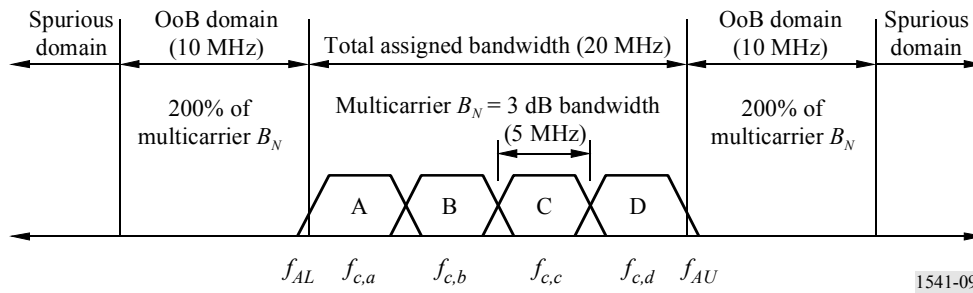 Spurious
domain
OoB domain
(10 MHz)
Total assigned bandwidth (20 MHz)
OoB domain
(10 MHz)
Spurious
domain
200% of
multicarrier B_N
Multicarrier B_N = 3 dB bandwidth
(5 MHz)
200% of
multicarrier B_N
A
B
C
D
f_AL
f_c,a
f_c,b
f_c,c
f_c,d
f_AU
1541-09